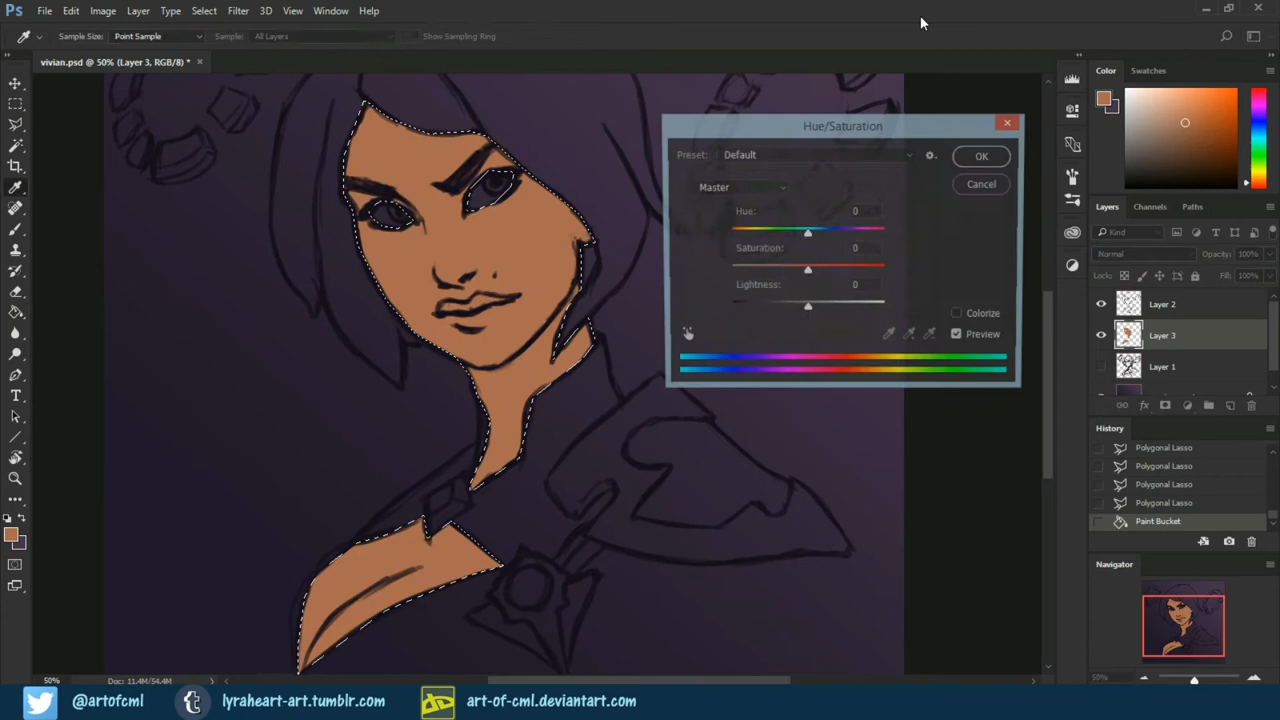 Ps File Edit Image Layer Type Select Filter 3D View Window Help
Sample Size: Point Sample Sample: All Layers Show Sampling Ring
vivian.psd @ 50% (Layer 3, RGB/8) * ×
Color Swatches
Hue/Saturation
Preset: Default OK
Master Cancel
Hue: 0
Saturation: 0
Lightness: 0
Colorize
Preview
Layers Channels Paths
Kind
Normal Opacity: 100%
Lock: Fill: 100%
Layer 2
Layer 3
Layer 1
fx
History
Polygonal Lasso
Polygonal Lasso
Polygonal Lasso
Polygonal Lasso
Paint Bucket
Navigator
50%
50% Doc: 11.4M/54.4M
@artofcml lyraheart-art.tumblr.com art-of-cml.deviantart.com